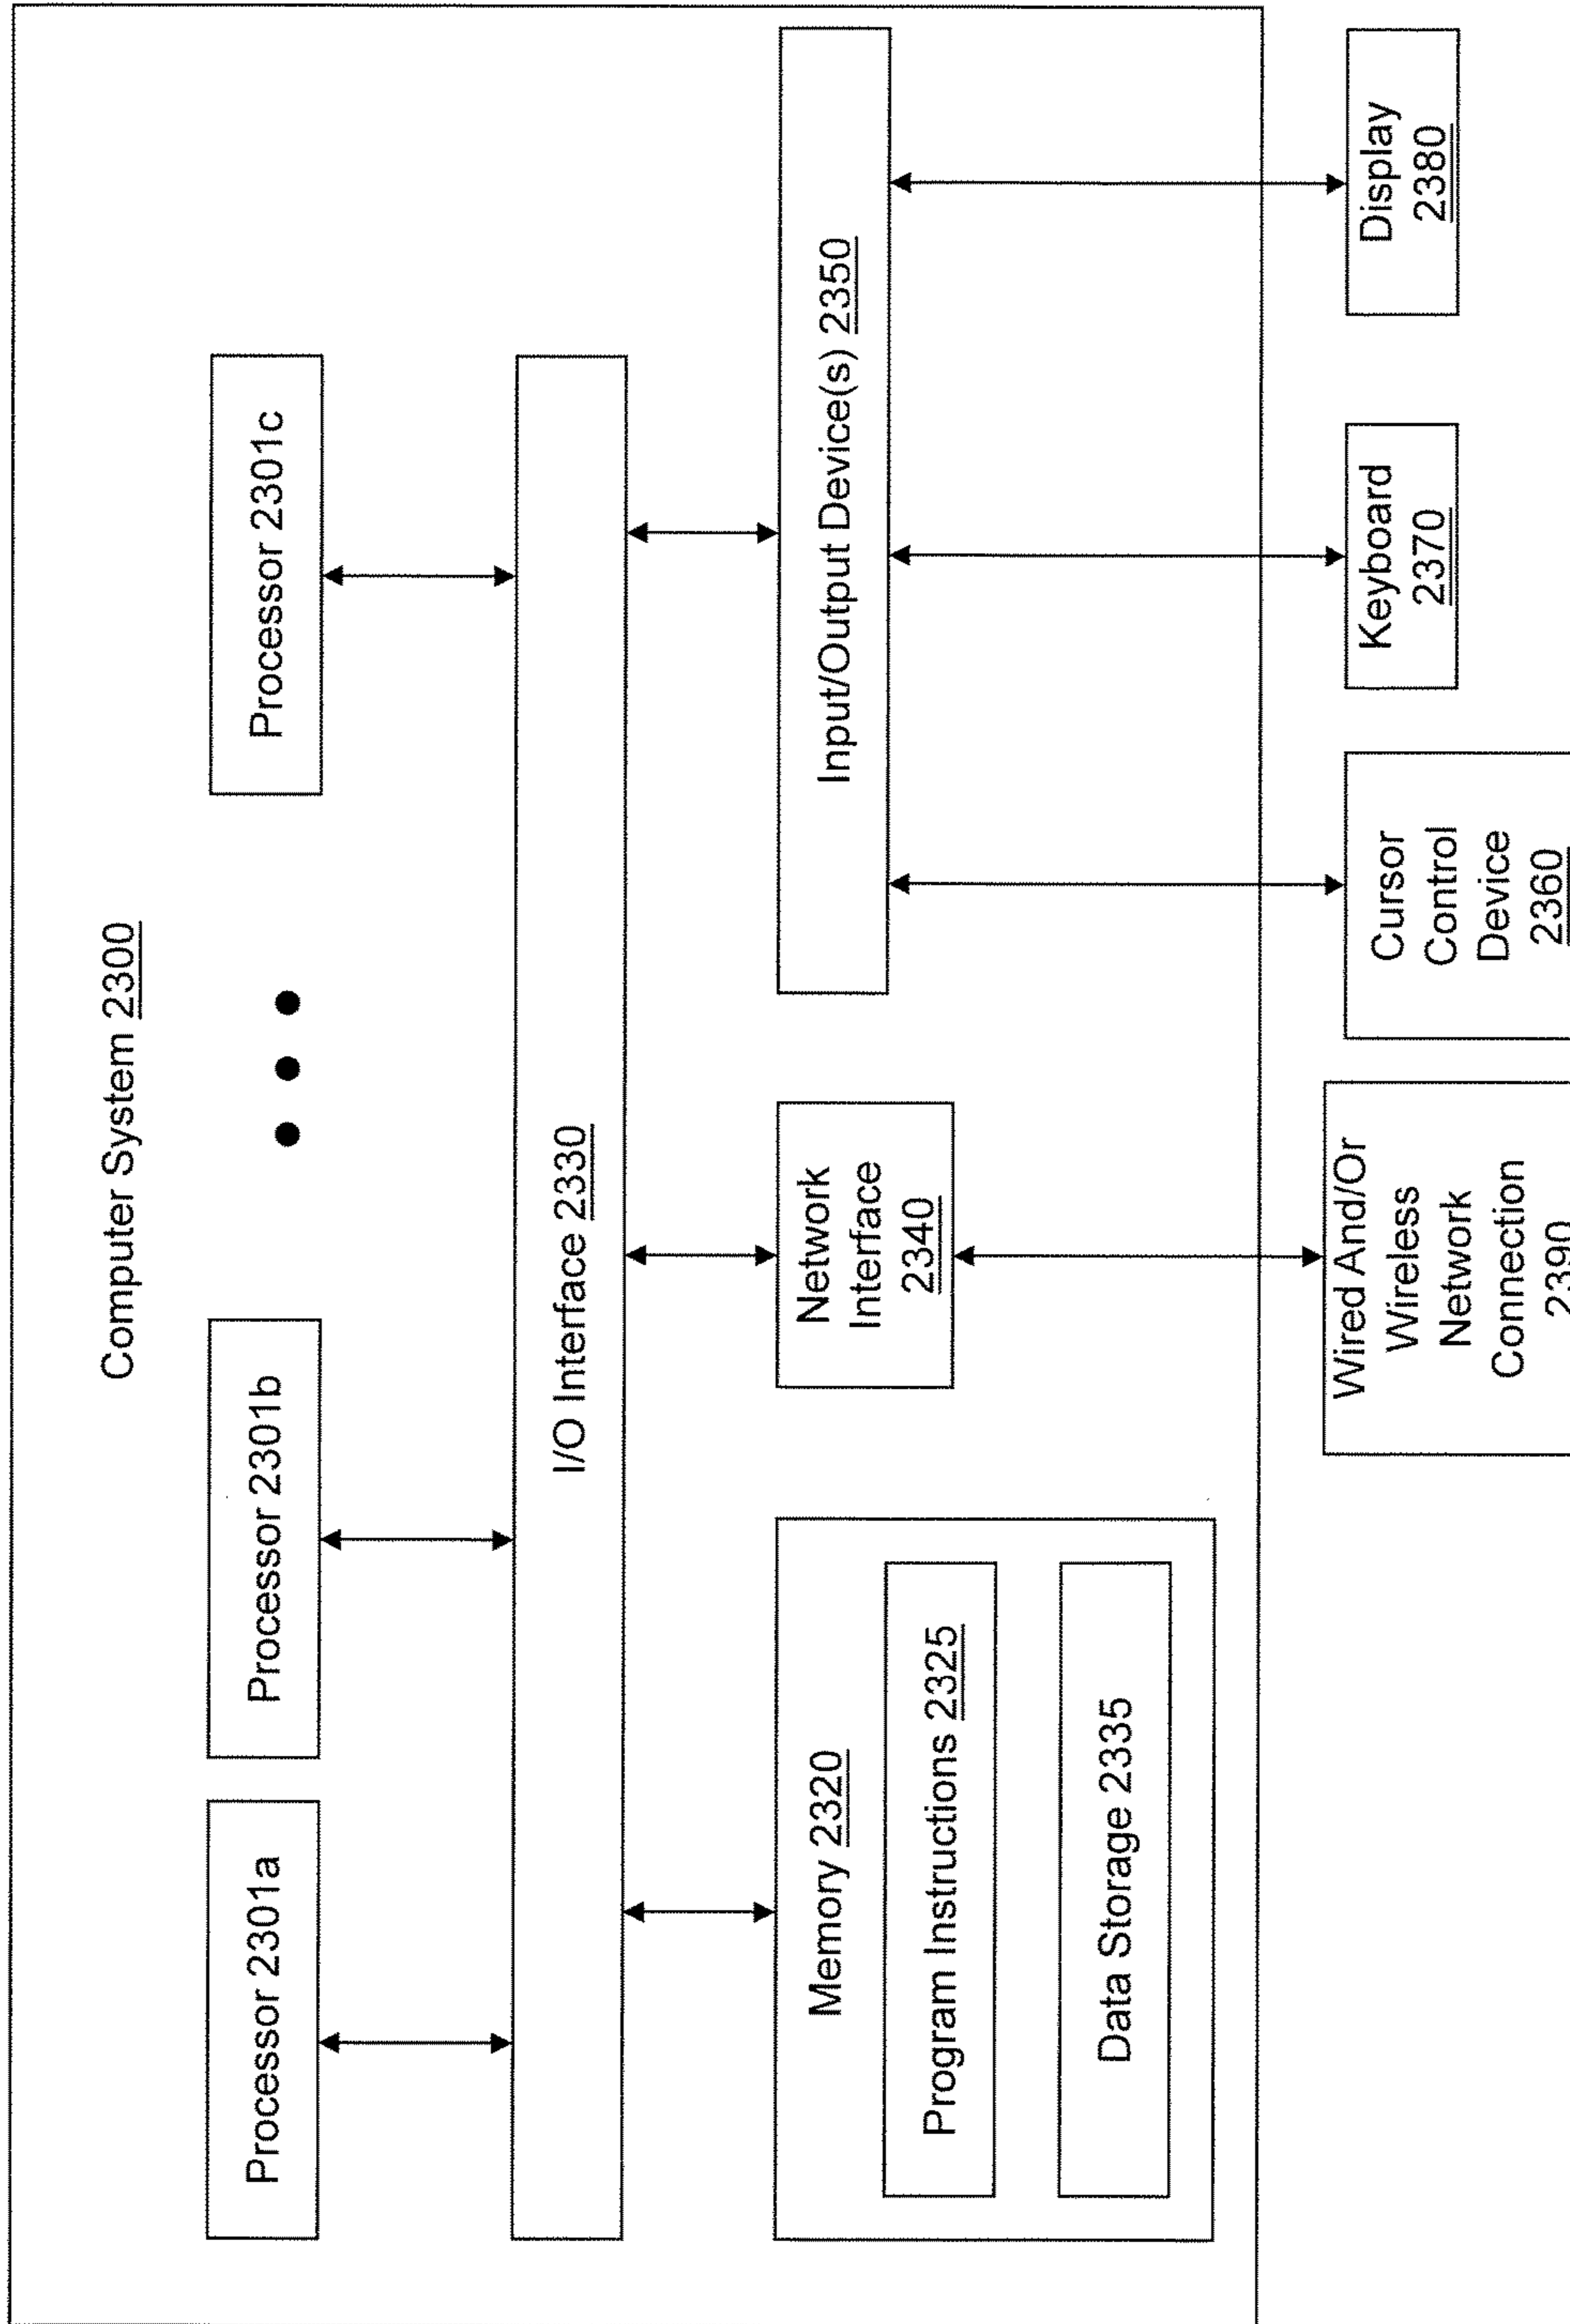 Computer System 2300
Processor 2301a
Processor 2301b
Processor 2301c
I/O Interface 2330
Memory 2320
Program Instructions 2325
Data Storage 2335
Network
Interface
2340
Input/Output Device(s) 2350
Wired And/Or
Wireless
Network
Connection
2390
Cursor
Control
Device
2360
Keyboard
2370
Display
2380